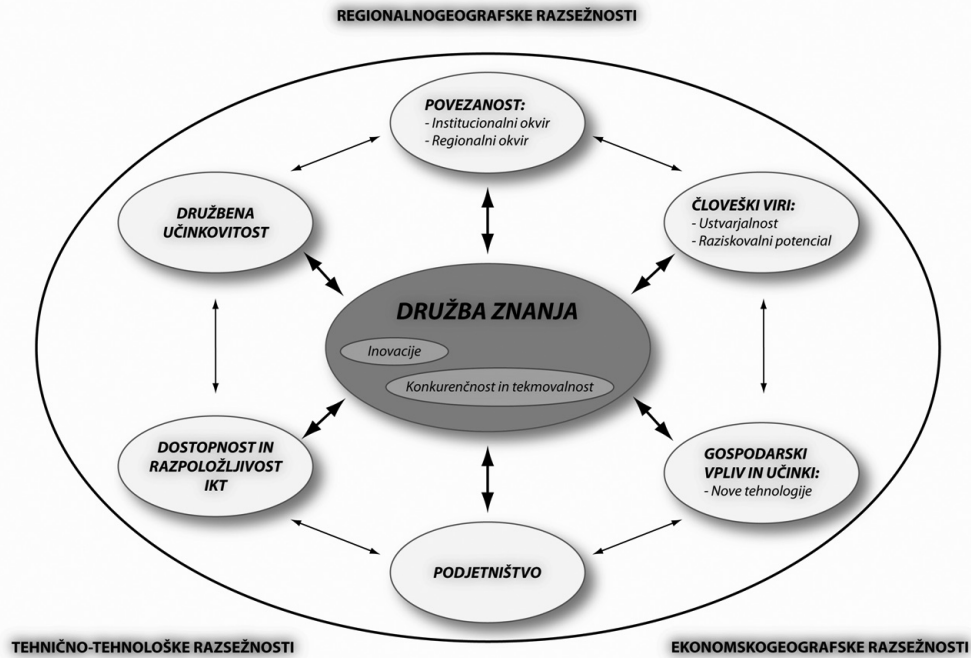 REGIONALNOGEOGRAFSKE RAZSEŽNOSTI
POVEZANOST:
- Institucionalni okvir
- Regionalni okvir
DRUŽBENA
UČINKOVITOST
ČLOVEŠKI VIRI:
- Ustvarjalnost
- Raziskovalni potencial
DRUŽBA ZNANJA
Inovacije
Konkurenčnost in tekmovalnost
DOSTOPNOST IN
RAZPOLOŽLJIVOST
IKT
GOSPODARSKI
VPLIV IN UČINKI:
- Nove tehnologije
PODJETNIŠTVO
TEHNIČNO-TEHNOLOŠKE RAZSEŽNOSTI
EKONOMSKOGEOGRAFSKE RAZSEŽNOSTI